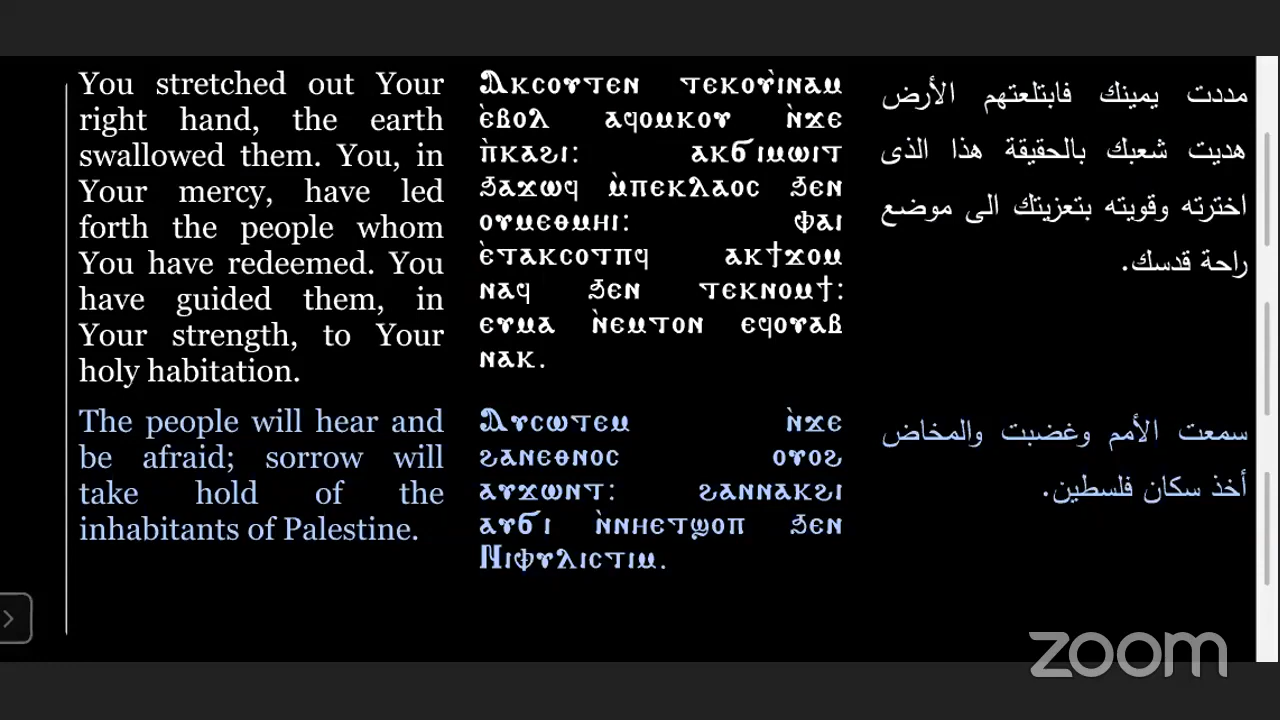 You stretched out Your
right hand, the earth
swallowed them. You, in
Your mercy, have led
forth the people whom
You have redeemed. You
have guided them, in
Your strength, to Your
holy habitation.
Ⲁⲕⲥⲟⲩⲧⲉⲛ ⲧⲉⲕⲟⲩ̀ⲓⲛⲁⲙ
ⲉ̀ⲃⲟⲗ ⲁϥⲟⲙⲕⲟⲩ ⲛ̀ϫⲉ
ⲡ̀ⲕⲁϩⲓ: ⲁⲕϭⲓⲙⲱⲓⲧ
ϧⲁϫⲱϥ ⲙ̀ⲡⲉⲕⲗⲁⲟⲥ ϧⲉⲛ
ⲟⲩⲙⲉⲑⲙⲏⲓ: ⲫⲁⲓ
ⲉ̀ⲧⲁⲕⲥⲟⲧⲡϥ ⲁⲕϯϫⲟⲙ
ⲛⲁϥ ϧⲉⲛ ⲧⲉⲕⲛⲟⲙϯ:
ⲉⲩⲙⲁ ⲛ̀ⲉⲙⲧⲟⲛ ⲉϥⲟⲩⲁⲃ
ⲛⲁⲕ.
مددت يمينك فابتلعتهم الأرض
هديت شعبك بالحقيقة هذا الذى
اخترته وقويته بتعزيتك الى موضع
راحة قدسك.
The people will hear and
be afraid; sorrow will
take hold of the
inhabitants of Palestine.
Ⲁⲩⲥⲱⲧⲉⲙ ⲛ̀ϫⲉ
ϩⲁⲛⲉⲑⲛⲟⲥ ⲟⲩⲟϩ
ⲁⲩϫⲱⲛⲧ: ϩⲁⲛⲛⲁⲕϩⲓ
ⲁⲩϭⲓ ⲛ̀ⲛⲏⲉⲧϣⲟⲡ ϧⲉⲛ
Ⲛⲓⲫⲩⲗⲓⲥⲧⲓⲙ.
سمعت الأمم وغضبت والمخاض
أخذ سكان فلسطين.
zoom